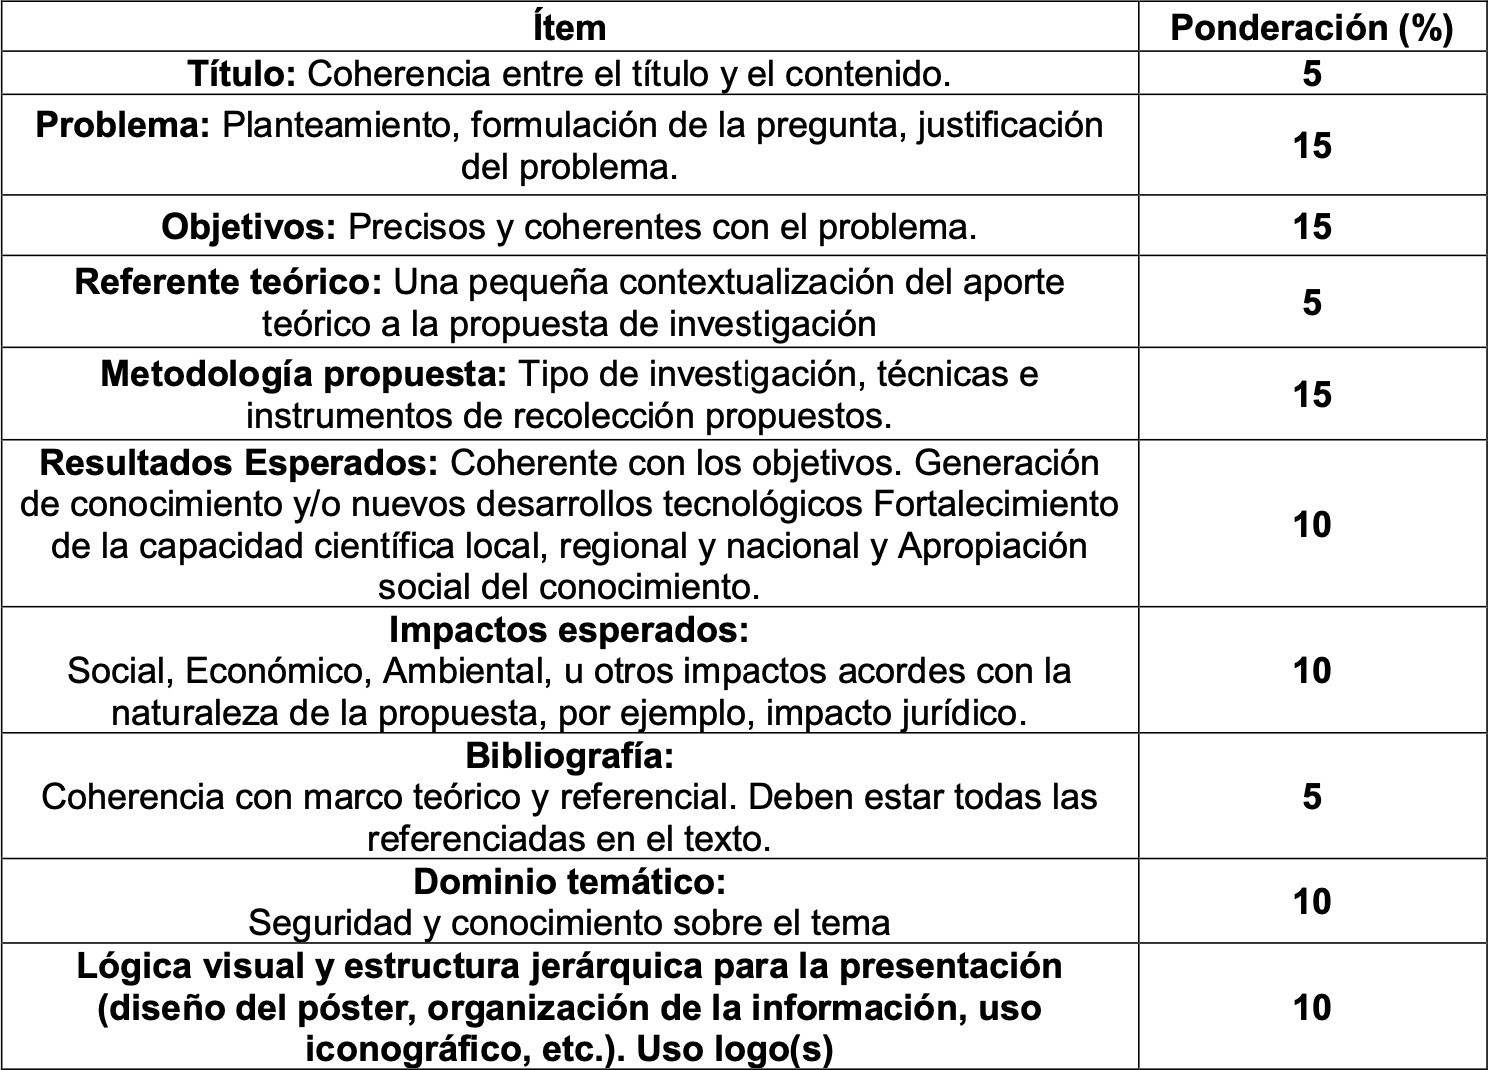 Ítem
Ponderación (%)
Título: Coherencia entre el título y el contenido.
5
Problema: Planteamiento, formulación de la pregunta, justificación
del problema.
15
Objetivos: Precisos y coherentes con el problema.
15
Referente teórico: Una pequeña contextualización del aporte
teórico a la propuesta de investigación
5
Metodología propuesta: Tipo de investigación, técnicas e
instrumentos de recolección propuestos.
15
Resultados Esperados: Coherente con los objetivos. Generación
de conocimiento y/o nuevos desarrollos tecnológicos Fortalecimiento
de la capacidad científica local, regional y nacional y Apropiación
social del conocimiento.
10
Impactos esperados:
Social, Económico, Ambiental, u otros impactos acordes con la
naturaleza de la propuesta, por ejemplo, impacto jurídico.
10
Bibliografía:
Coherencia con marco teórico y referencial. Deben estar todas las
referenciadas en el texto.
5
Dominio temático:
Seguridad y conocimiento sobre el tema
10
Lógica visual y estructura jerárquica para la presentación
(diseño del póster, organización de la información, uso
iconográfico, etc.). Uso logo(s)
10